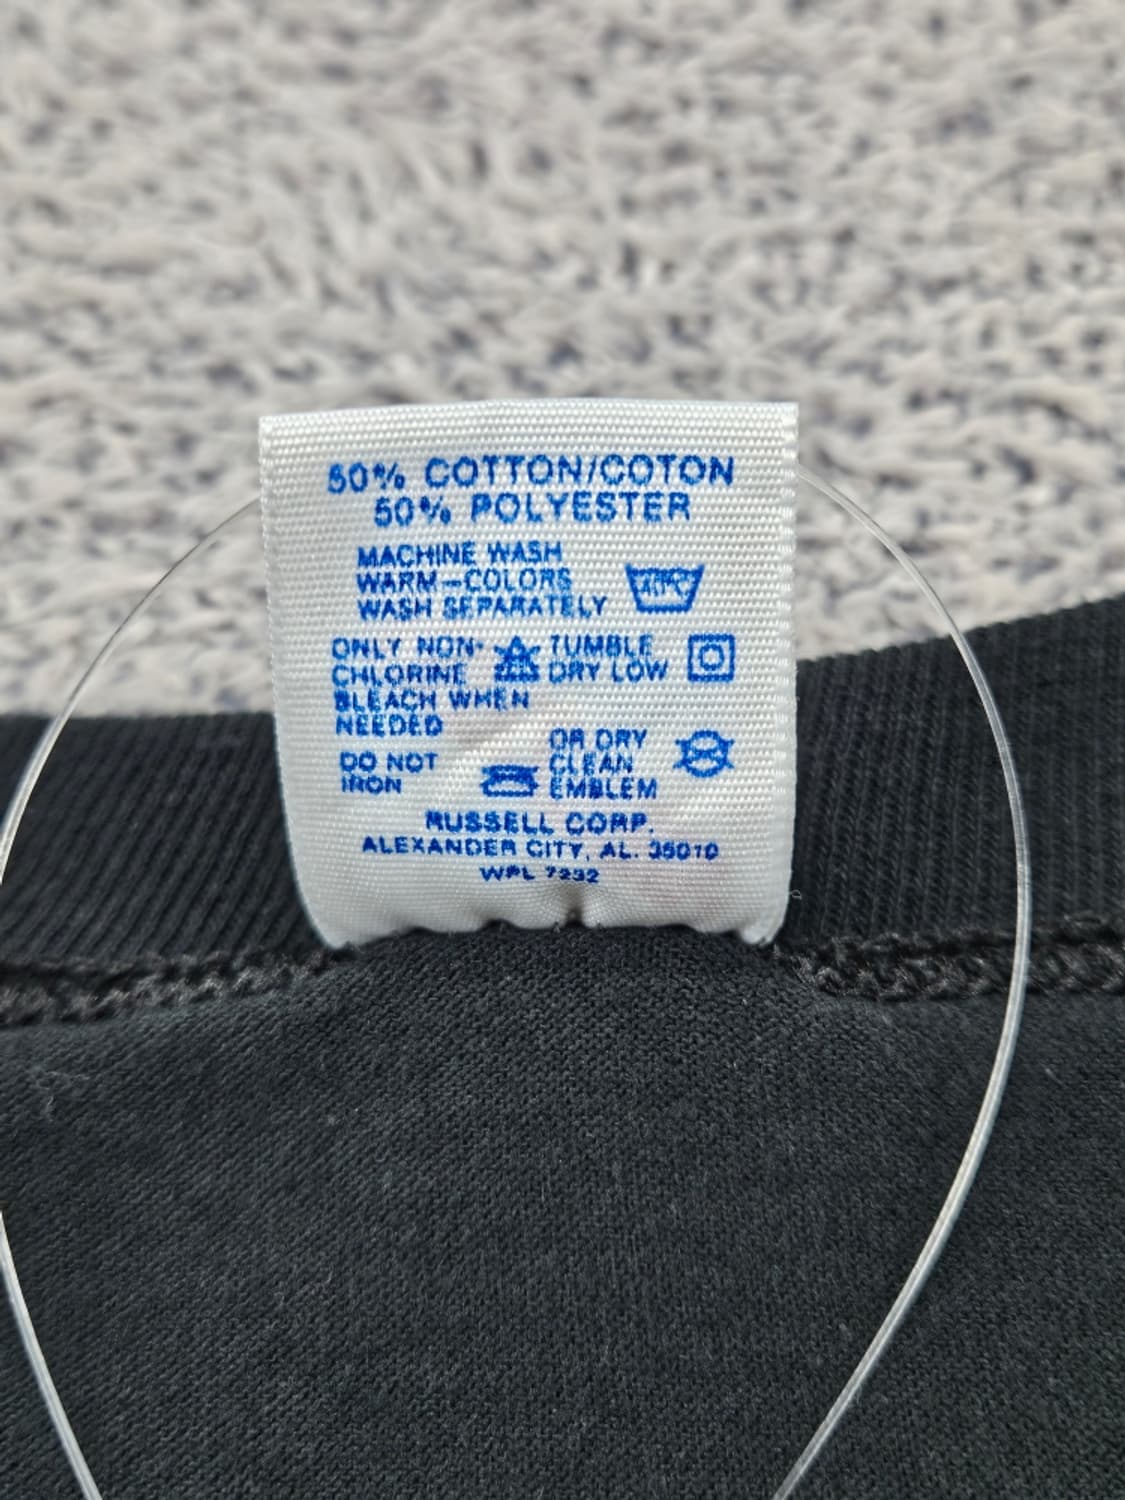 50% COTTON/COTON
50% POLYESTER
MACHINE WASH
WARM-COLORS
WASH SEPARATELY
40°C
ONLY NON-
CHLORINE
BLEACH WHEN
NEEDED
TUMBLE
DRY LOW
DO NOT
IRON
OR DRY
CLEAN
EMBLEM
RUSSELL CORP.
ALEXANDER CITY, AL. 35010
WPL 7232